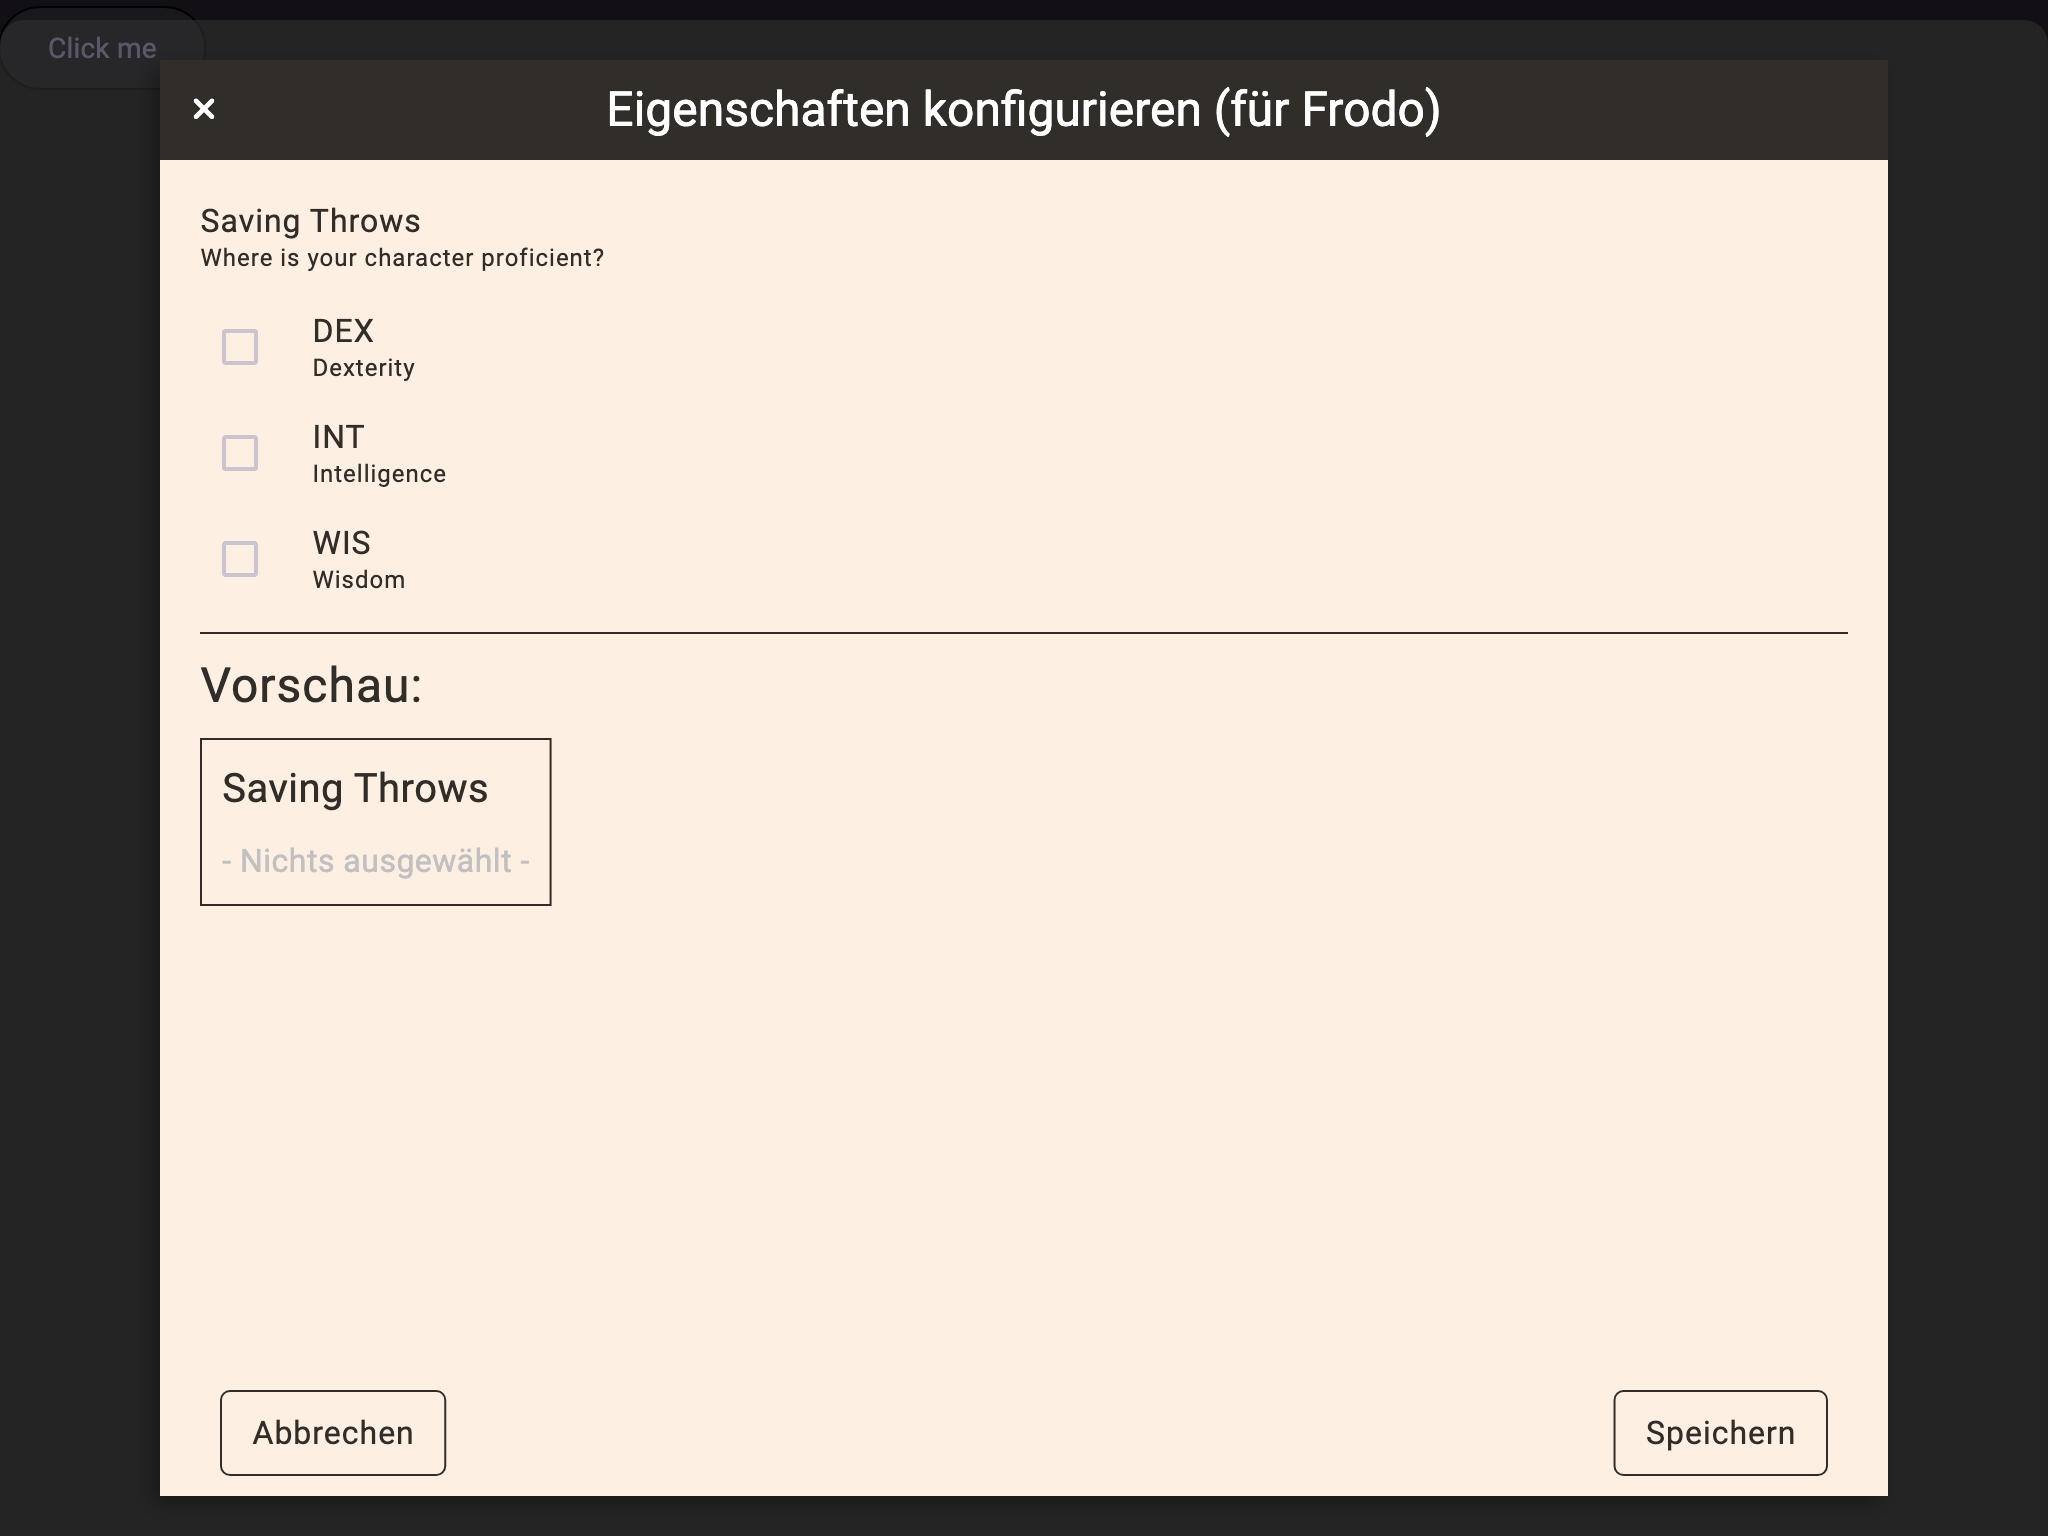 Click me
Eigenschaften konfigurieren (für Frodo)
Saving Throws
Where is your character proficient?
DEX
Dexterity
INT
Intelligence
WIS
Wisdom
Vorschau:
Saving Throws
- Nichts ausgewählt -
Abbrechen
Speichern